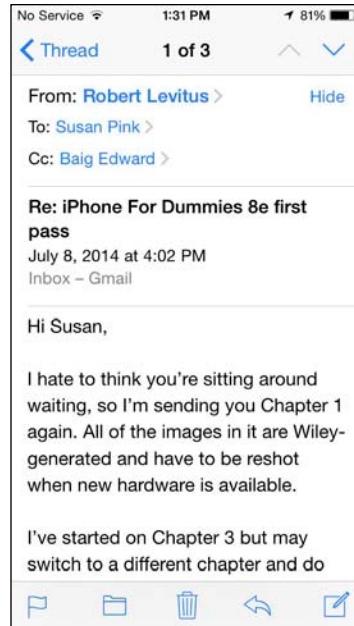 No Service 1:31 PM 81%
Thread 1 of 3
From: Robert Levitus Hide
To: Susan Pink
Cc: Baig Edward
Re: iPhone For Dummies 8e first
pass
July 8, 2014 at 4:02 PM
Inbox – Gmail
Hi Susan,
I hate to think you're sitting around
waiting, so I'm sending you Chapter 1
again. All of the images in it are Wiley-
generated and have to be reshot
when new hardware is available.
I've started on Chapter 3 but may
switch to a different chapter and do